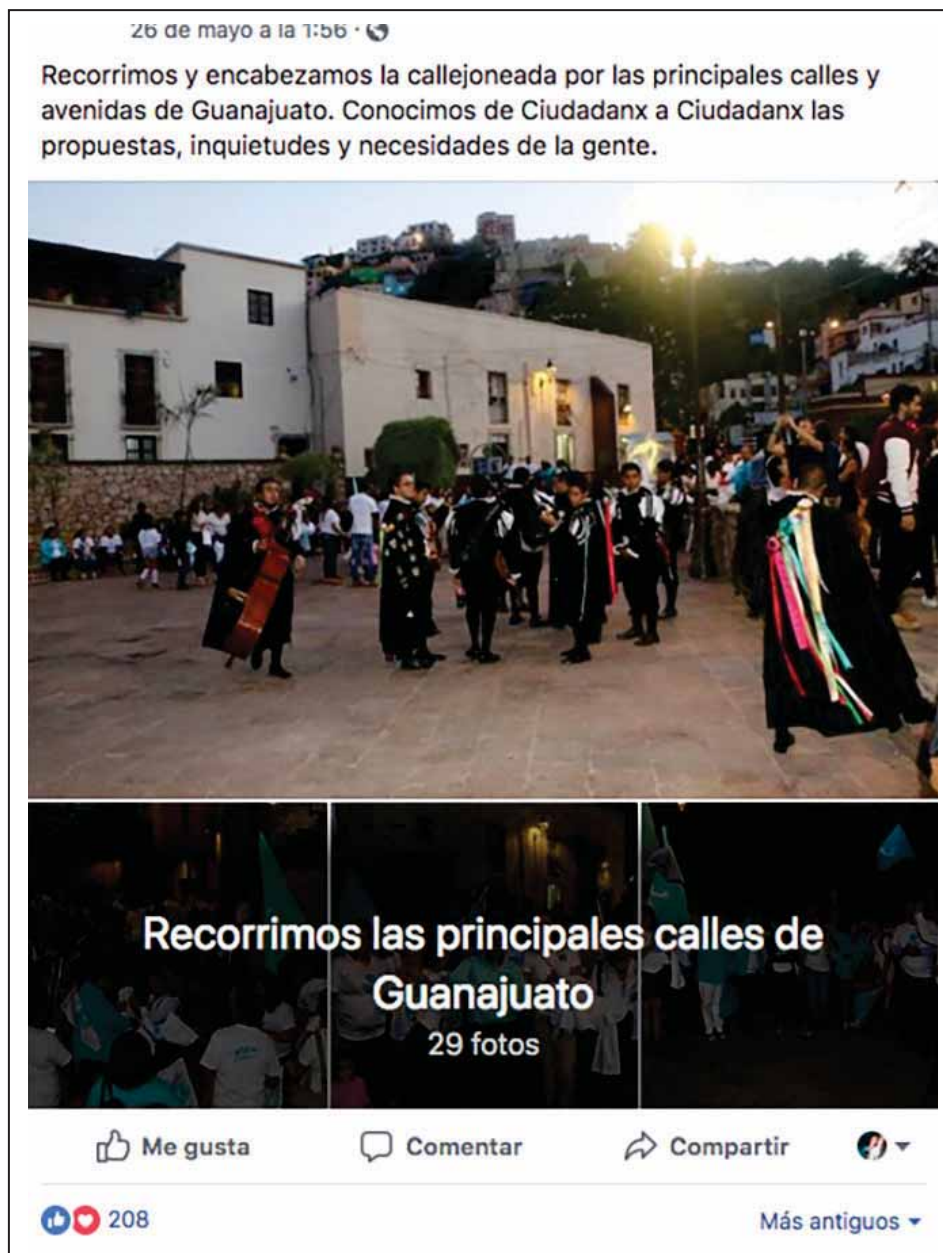 26 de mayo a la 1:56 ·
Recorrimos y encabezamos la callejoneada por las principales calles y
avenidas de Guanajuato. Conocimos de Ciudadanx a Ciudadanx las
propuestas, inquietudes y necesidades de la gente.
Recorrimos las principales calles de
Guanajuato
29 fotos
Me gusta
Comentar
Compartir
208
Más antiguos